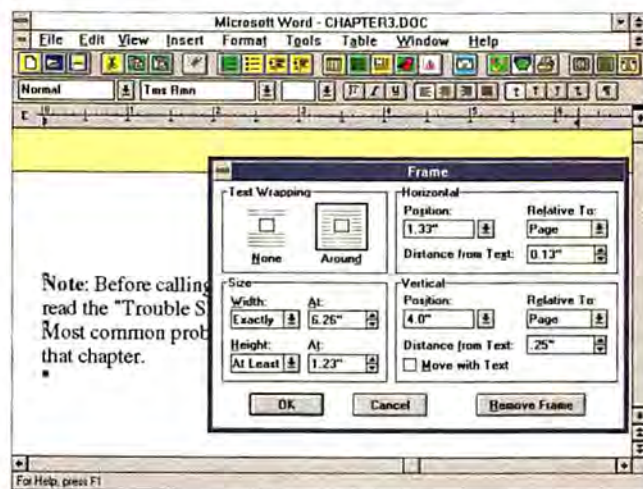 Microsoft Word - CHAPTER3.DOC
File Edit View Insert Format Tools Table Window Help
Normal Tms Rmn
Frame
Text Wrapping
None Around
Horizontal
Position: Relative To:
1.33" Page
Distance from Text: 0.13"
Size
Width: At:
Exactly 6.26"
Height: At:
At Least 1.23"
Vertical
Position: Relative To:
4.0" Page
Distance from Text: .25"
Move with Text
OK Cancel Remove Frame
Note: Before calling
read the "Trouble S
Most common prob
that chapter.
For Help, press F1